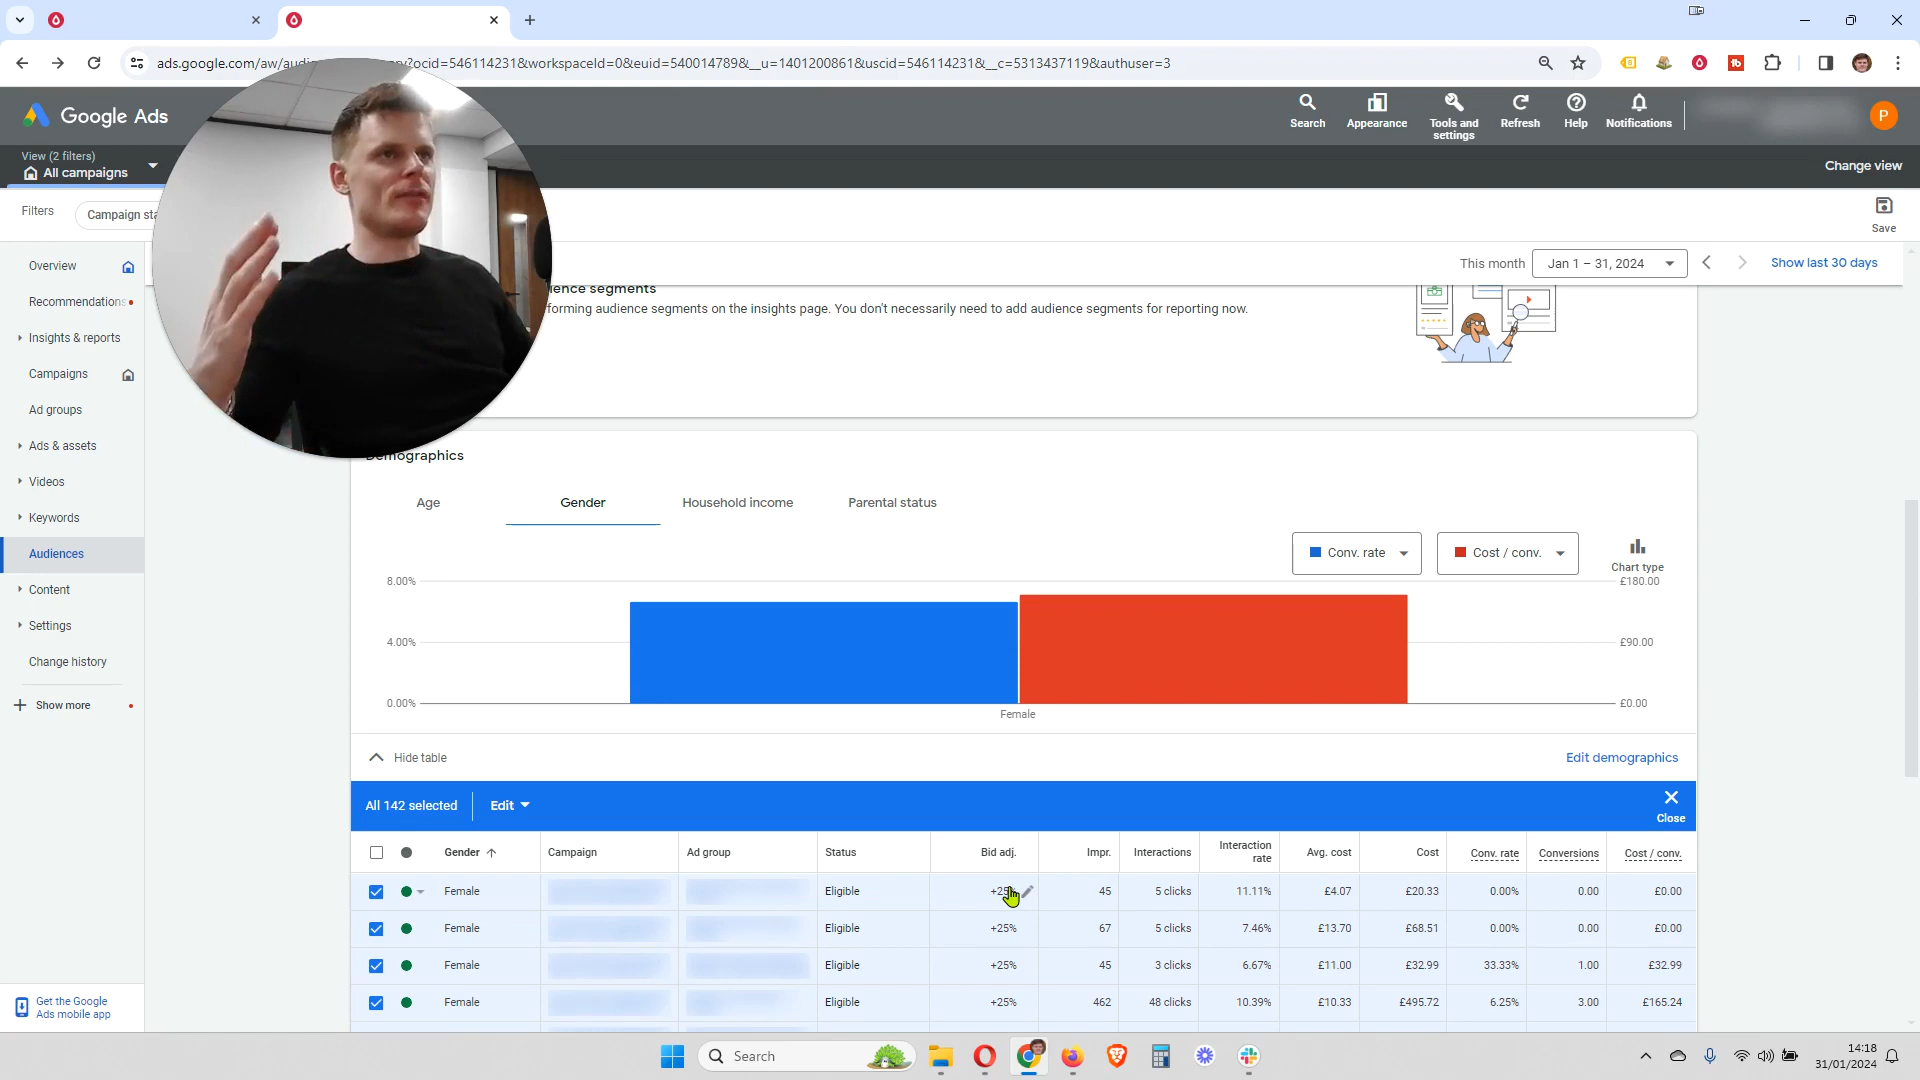 ads.google.com/aw/audi
ry?ocid=546114231&workspaceId=0&euid=540014789&__u=1401200861&uscid=546114231&__c=5313437119&authuser=3
Google Ads
Search
Appearance
Tools and
settings
Refresh
Help
Notifications
P
View (2 filters)
All campaigns
Change view
Filters
Campaign sta
Save
This month
Jan 1 – 31, 2024
Show last 30 days
Overview
Recommendations
Insights & reports
Campaigns
Ad groups
Ads & assets
Videos
Keywords
Audiences
Content
Settings
Change history
Show more
Get the Google
Ads mobile app
ience segments
forming audience segments on the insights page. You don't necessarily need to add audience segments for reporting now.
Demographics
Age
Gender
Household income
Parental status
Conv. rate
Cost / conv.
Chart type
8.00%
£180.00
4.00%
£90.00
0.00%
£0.00
Female
Hide table
Edit demographics
All 142 selected
Edit
Close
Gender
Campaign
Ad group
Status
Bid adj.
Impr.
Interactions
Interaction
rate
Avg. cost
Cost
Conv. rate
Conversions
Cost / conv.
Female Eligible +25% 45 5 clicks 11.11% £4.07 £20.33 0.00% 0.00 £0.00
Female Eligible +25% 67 5 clicks 7.46% £13.70 £68.51 0.00% 0.00 £0.00
Female Eligible +25% 45 3 clicks 6.67% £11.00 £32.99 33.33% 1.00 £32.99
Female Eligible +25% 462 48 clicks 10.39% £10.33 £495.72 6.25% 3.00 £165.24
Search
14:18
31/01/2024